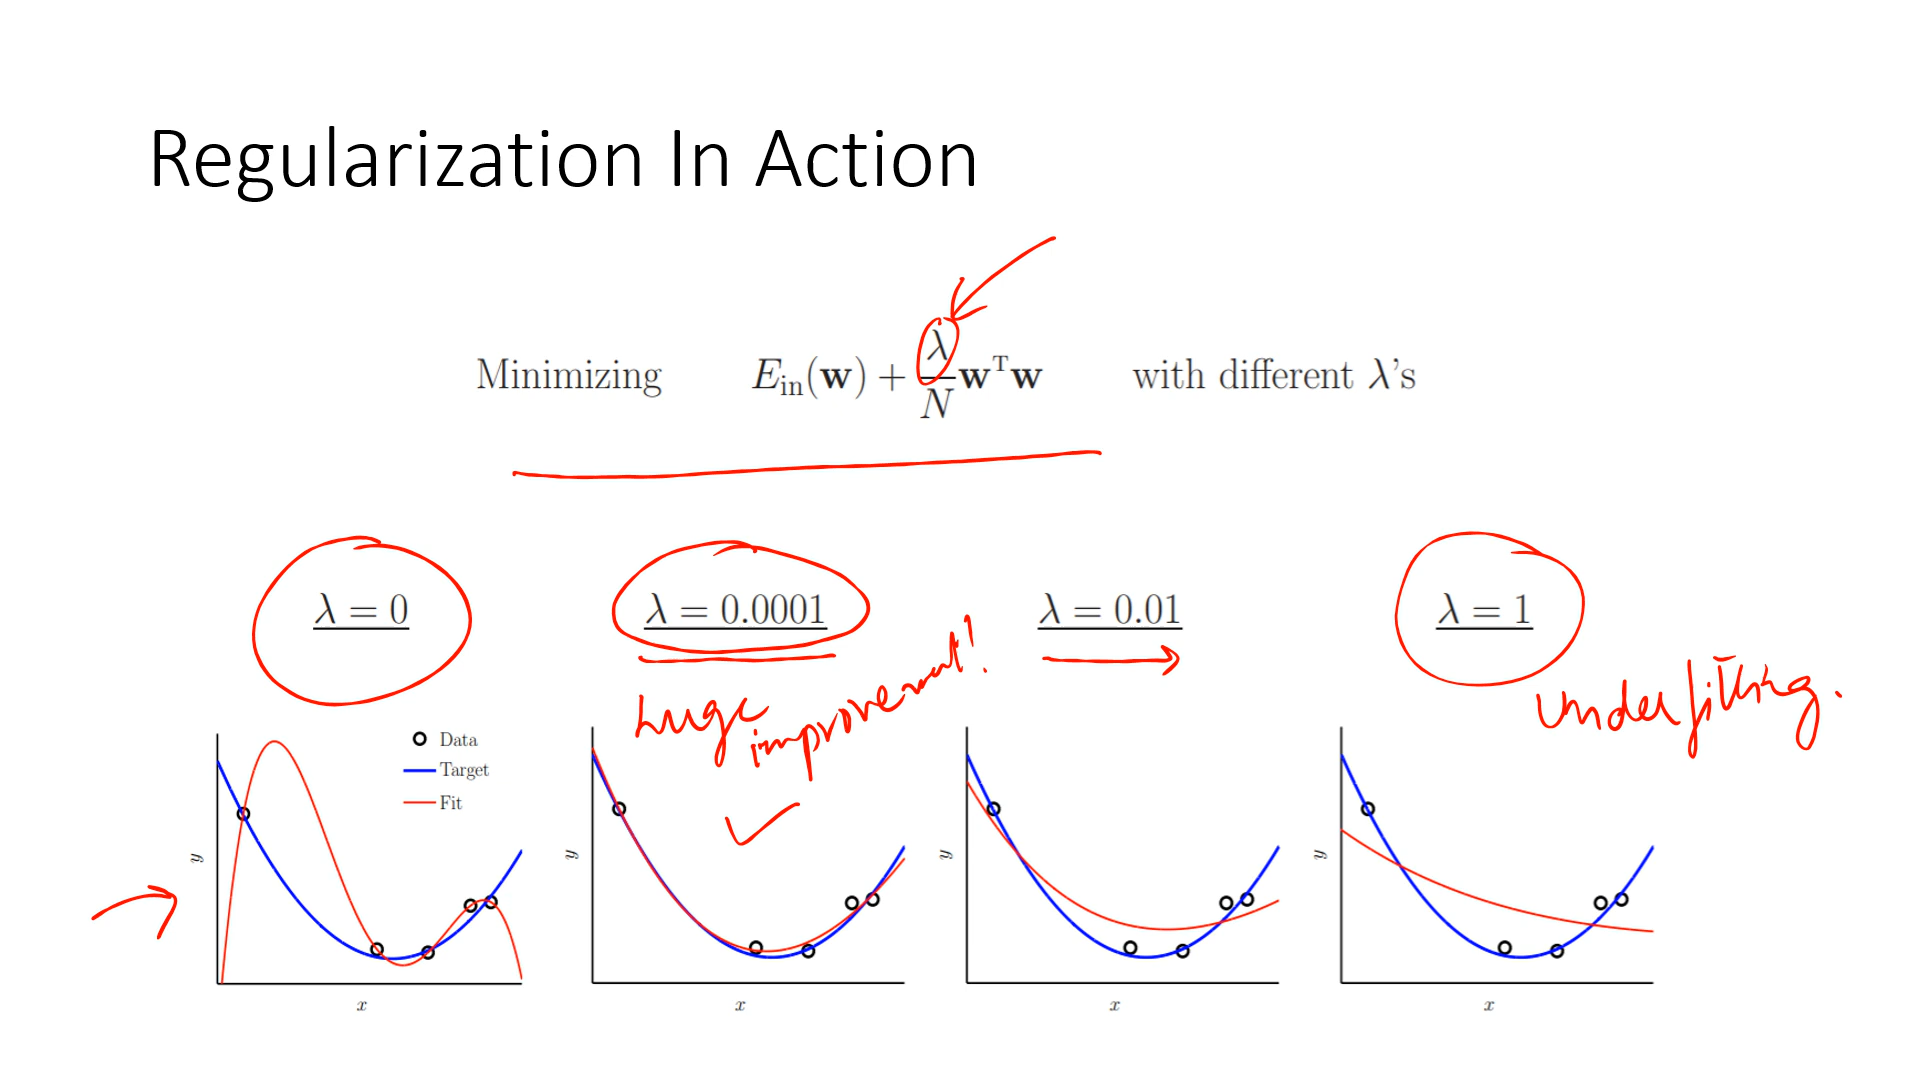 Regularization In Action
Minimizing E_in(w) + λ/N wᵀw with different λ's
λ = 0 λ = 0.0001 λ = 0.01 λ = 1
huge improvement!
underfitting.
Data
Target
Fit
y y y y
x x x x